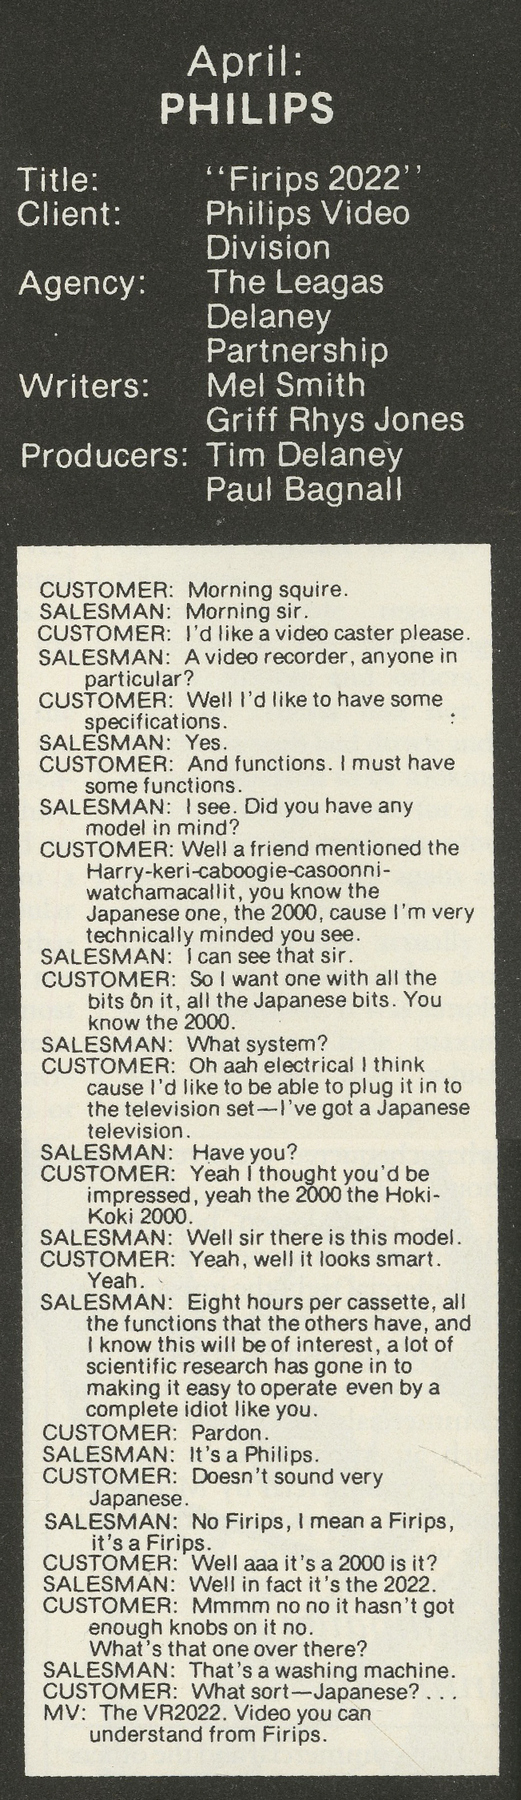 April:
PHILIPS
Title: ‘‘Firips 2022’’
Client: Philips Video
Division
Agency: The Leagas
Delaney
Partnership
Writers: Mel Smith
Griff Rhys Jones
Producers: Tim Delaney
Paul Bagnall
CUSTOMER: Morning squire.
SALESMAN: Morning sir.
CUSTOMER: I'd like a video caster please.
SALESMAN: A video recorder, anyone in
particular?
CUSTOMER: Well I'd like to have some
specifications.
SALESMAN: Yes.
CUSTOMER: And functions. I must have
some functions.
SALESMAN: I see. Did you have any
model in mind?
CUSTOMER: Well a friend mentioned the
Harry-keri-caboogie-casoonni-
watchamacallit, you know the
Japanese one, the 2000, cause I'm very
technically minded you see.
SALESMAN: I can see that sir.
CUSTOMER: So I want one with all the
bits on it, all the Japanese bits. You
know the 2000.
SALESMAN: What system?
CUSTOMER: Oh aah electrical I think
cause I'd like to be able to plug it in to
the television set—I've got a Japanese
television.
SALESMAN: Have you?
CUSTOMER: Yeah I thought you'd be
impressed, yeah the 2000 the Hoki-
Koki 2000.
SALESMAN: Well sir there is this model.
CUSTOMER: Yeah, well it looks smart.
Yeah.
SALESMAN: Eight hours per cassette, all
the functions that the others have, and
I know this will be of interest, a lot of
scientific research has gone in to
making it easy to operate even by a
complete idiot like you.
CUSTOMER: Pardon.
SALESMAN: It's a Philips.
CUSTOMER: Doesn't sound very
Japanese.
SALESMAN: No Firips, I mean a Firips,
it's a Firips.
CUSTOMER: Well aaa it's a 2000 is it?
SALESMAN: Well in fact it's the 2022.
CUSTOMER: Mmmm no no it hasn't got
enough knobs on it no.
What's that one over there?
SALESMAN: That's a washing machine.
CUSTOMER: What sort—Japanese? . . .
MV: The VR2022. Video you can
understand from Firips.